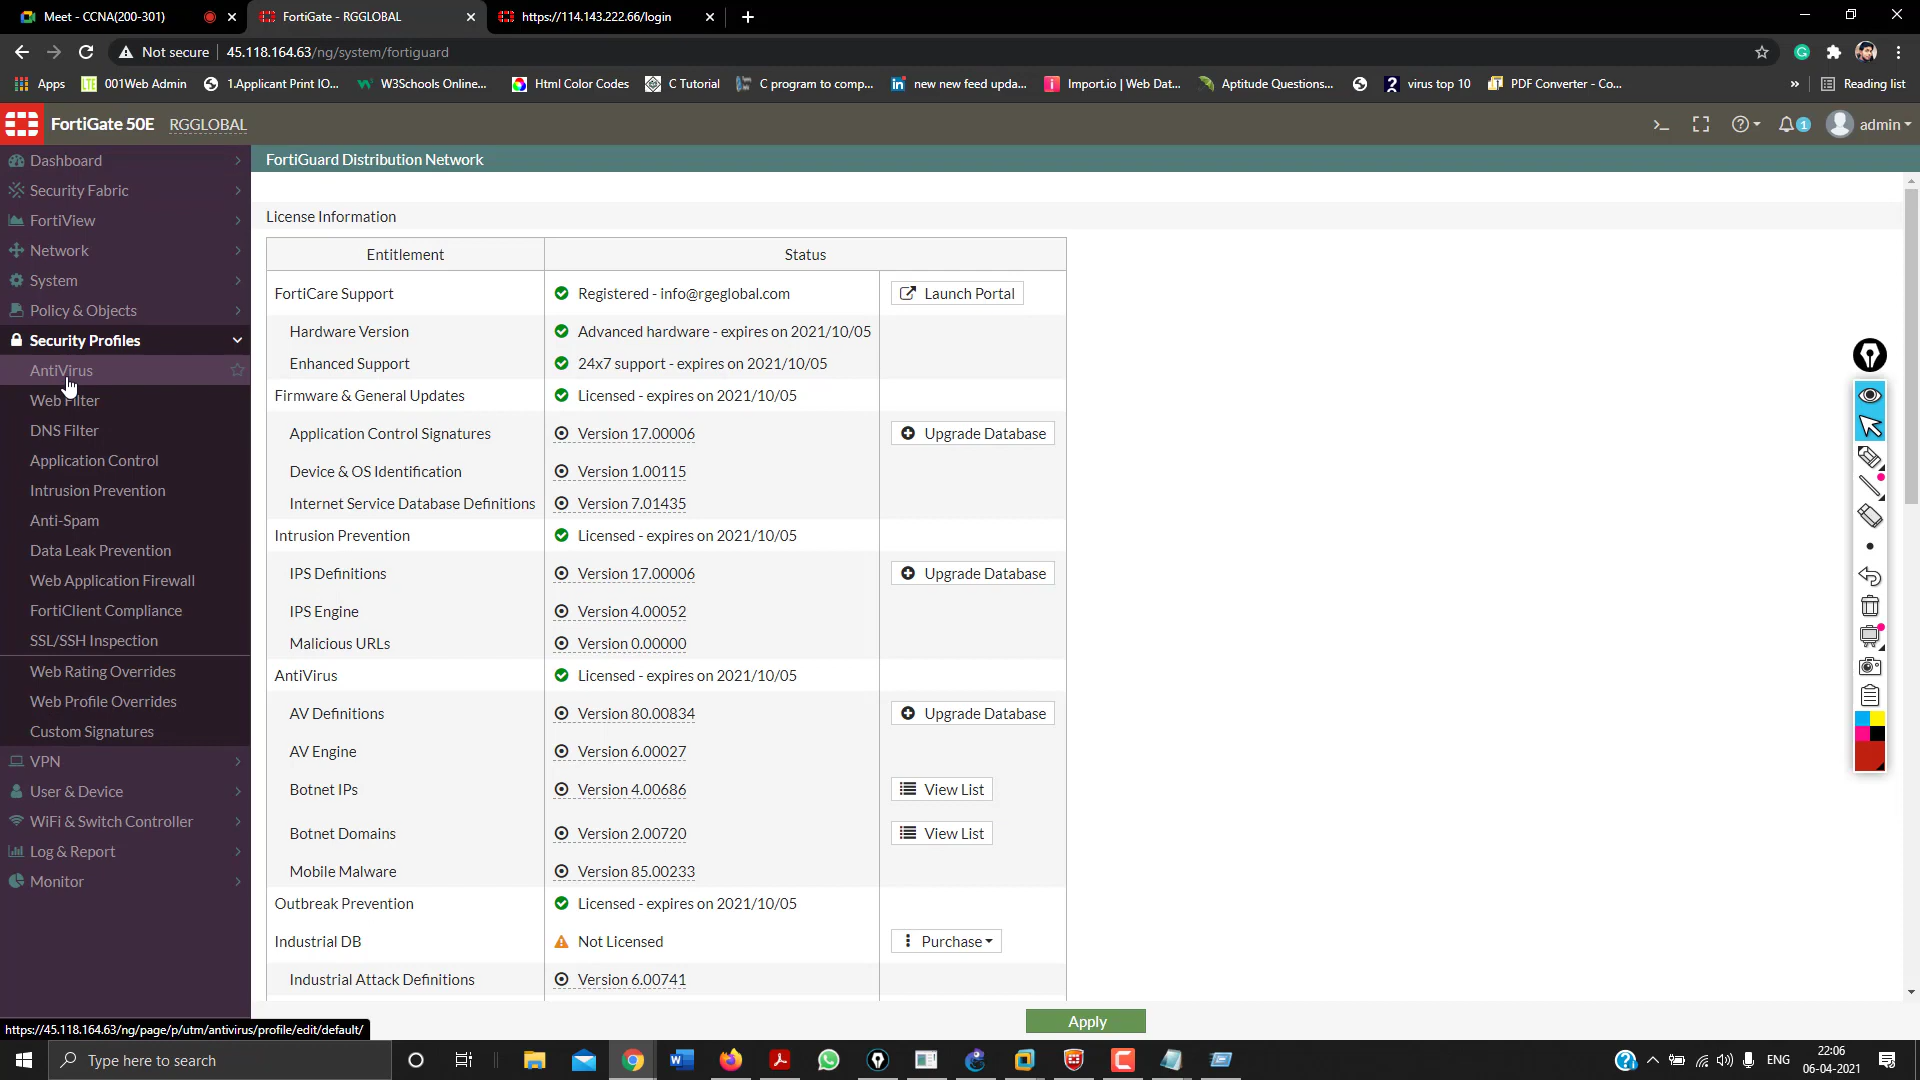 Meet - CCNA(200-301)
FortiGate - RGGLOBAL
https://114.143.222.66/login
Not secure
45.118.164.63/ng/system/fortiguard
Apps
001Web Admin
1.Applicant Print IO...
W3Schools Online...
Html Color Codes
C Tutorial
C program to comp...
new new feed upda...
Import.io | Web Dat...
Aptitude Questions...
virus top 10
PDF Converter - Co...
Reading list
FortiGate 50E RGGLOBAL
1
admin
Dashboard
Security Fabric
FortiView
Network
System
Policy & Objects
Security Profiles
AntiVirus
Web Filter
DNS Filter
Application Control
Intrusion Prevention
Anti-Spam
Data Leak Prevention
Web Application Firewall
FortiClient Compliance
SSL/SSH Inspection
Web Rating Overrides
Web Profile Overrides
Custom Signatures
VPN
User & Device
WiFi & Switch Controller
Log & Report
Monitor
FortiGuard Distribution Network
License Information
Entitlement Status
FortiCare Support Registered - info@rgeglobal.com Launch Portal
Hardware Version Advanced hardware - expires on 2021/10/05
Enhanced Support 24x7 support - expires on 2021/10/05
Firmware & General Updates Licensed - expires on 2021/10/05
Application Control Signatures Version 17.00006 Upgrade Database
Device & OS Identification Version 1.00115
Internet Service Database Definitions Version 7.01435
Intrusion Prevention Licensed - expires on 2021/10/05
IPS Definitions Version 17.00006 Upgrade Database
IPS Engine Version 4.00052
Malicious URLs Version 0.00000
AntiVirus Licensed - expires on 2021/10/05
AV Definitions Version 80.00834 Upgrade Database
AV Engine Version 6.00027
Botnet IPs Version 4.00686 View List
Botnet Domains Version 2.00720 View List
Mobile Malware Version 85.00233
Outbreak Prevention Licensed - expires on 2021/10/05
Industrial DB Not Licensed Purchase
Industrial Attack Definitions Version 6.00741
Apply
https://45.118.164.63/ng/page/p/utm/antivirus/profile/edit/default/
Type here to search
ENG
22:06
06-04-2021